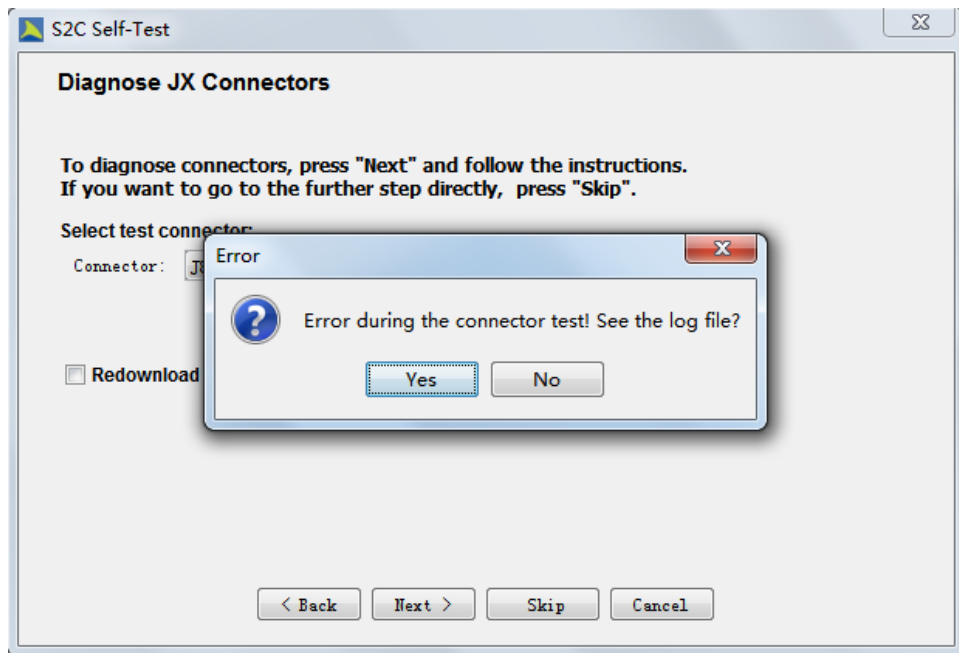 S2C Self-Test
Diagnose JX Connectors
To diagnose connectors, press "Next" and follow the instructions.
If you want to go to the further step directly, press "Skip".
Select test connector:
Connector:
Error
Error during the connector test! See the log file?
Redownload
Yes
No
< Back
Next >
Skip
Cancel